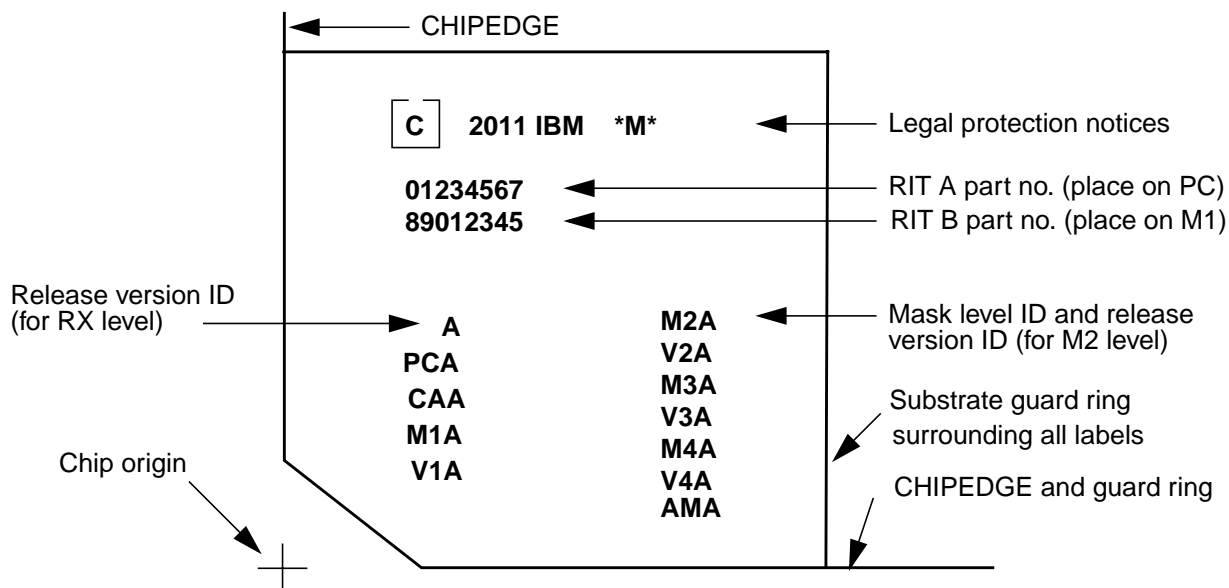 CHIPEDGE
C 2011 IBM *M*
Legal protection notices
01234567
RIT A part no. (place on PC)
89012345
RIT B part no. (place on M1)
Release version ID
(for RX level)
A
PCA
CAA
M1A
V1A
M2A
V2A
M3A
V3A
M4A
V4A
AMA
Mask level ID and release
version ID (for M2 level)
Substrate guard ring
surrounding all labels
CHIPEDGE and guard ring
Chip origin